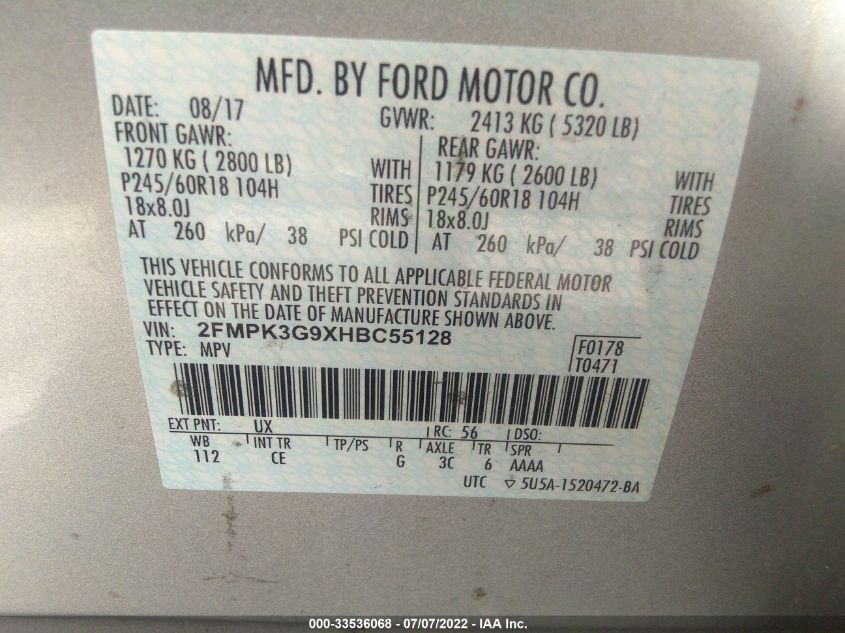 MFD. BY FORD MOTOR CO.
DATE: 08/17 GVWR: 2413 KG ( 5320 LB)
FRONT GAWR: REAR GAWR:
1270 KG ( 2800 LB) WITH 1179 KG ( 2600 LB) WITH
P245/60R18 104H TIRES P245/60R18 104H TIRES
18x8.0J RIMS 18x8.0J RIMS
AT 260 kPa/ 38 PSI COLD AT 260 kPa/ 38 PSI COLD
THIS VEHICLE CONFORMS TO ALL APPLICABLE FEDERAL MOTOR
VEHICLE SAFETY AND THEFT PREVENTION STANDARDS IN
EFFECT ON THE DATE OF MANUFACTURE SHOWN ABOVE.
VIN: 2FMPK3G9XHBC55128
TYPE: MPV F0178
T0471
EXT PNT: UX RC: 56 DSO:
WB INT TR TP/PS R AXLE TR SPR
112 CE G 3C 6 AAAA
UTC ▽ 5U5A-1520472-BA
000-33536068 - 07/07/2022 - IAA Inc.